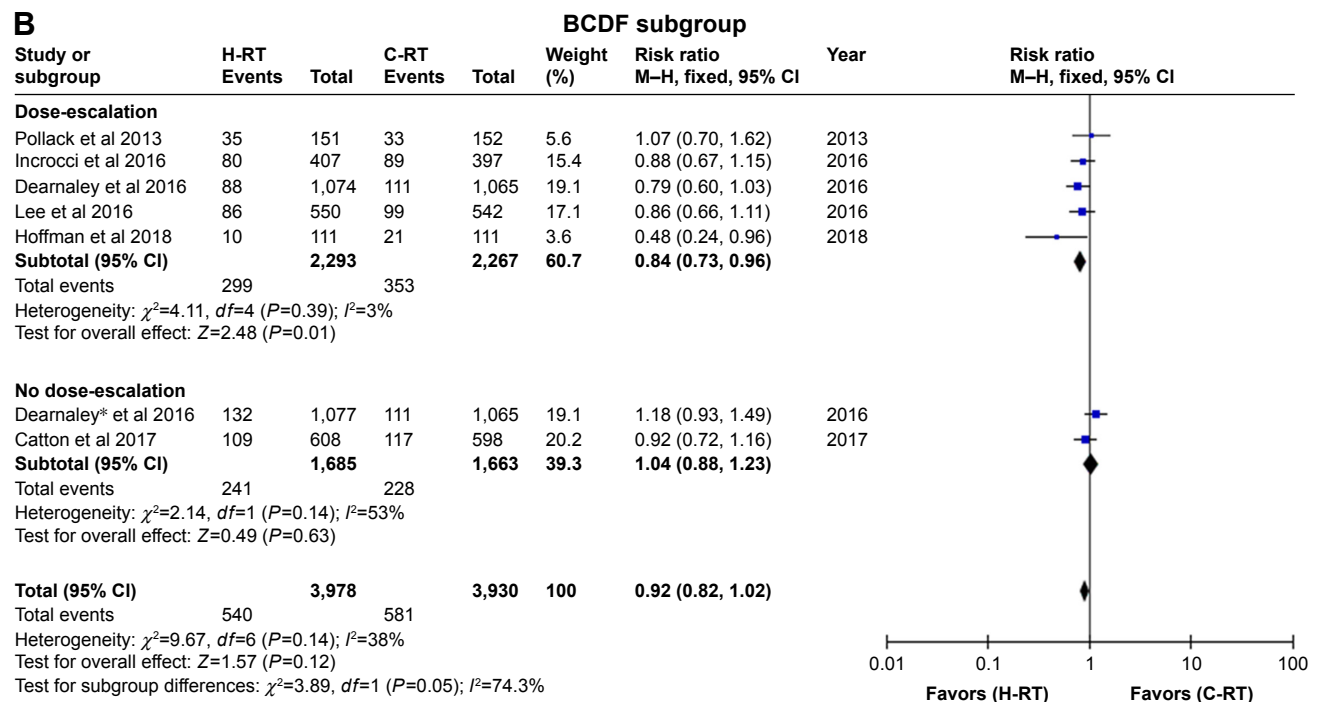 B
BCDF subgroup
Study or H-RT C-RT Weight Risk ratio Year Risk ratio
subgroup Events Total Events Total (%) M–H, fixed, 95% CI M–H, fixed, 95% CI
Dose-escalation
Pollack et al 2013 35 151 33 152 5.6 1.07 (0.70, 1.62) 2013
Incrocci et al 2016 80 407 89 397 15.4 0.88 (0.67, 1.15) 2016
Dearnaley et al 2016 88 1,074 111 1,065 19.1 0.79 (0.60, 1.03) 2016
Lee et al 2016 86 550 99 542 17.1 0.86 (0.66, 1.11) 2016
Hoffman et al 2018 10 111 21 111 3.6 0.48 (0.24, 0.96) 2018
Subtotal (95% CI) 2,293 2,267 60.7 0.84 (0.73, 0.96)
Total events 299 353
Heterogeneity: χ²=4.11, df=4 (P=0.39); I²=3%
Test for overall effect: Z=2.48 (P=0.01)
No dose-escalation
Dearnaley* et al 2016 132 1,077 111 1,065 19.1 1.18 (0.93, 1.49) 2016
Catton et al 2017 109 608 117 598 20.2 0.92 (0.72, 1.16) 2017
Subtotal (95% CI) 1,685 1,663 39.3 1.04 (0.88, 1.23)
Total events 241 228
Heterogeneity: χ²=2.14, df=1 (P=0.14); I²=53%
Test for overall effect: Z=0.49 (P=0.63)
Total (95% CI) 3,978 3,930 100 0.92 (0.82, 1.02)
Total events 540 581
Heterogeneity: χ²=9.67, df=6 (P=0.14); I²=38%
Test for overall effect: Z=1.57 (P=0.12)
Test for subgroup differences: χ²=3.89, df=1 (P=0.05); I²=74.3%
0.01 0.1 1 10 100
Favors (H-RT) Favors (C-RT)